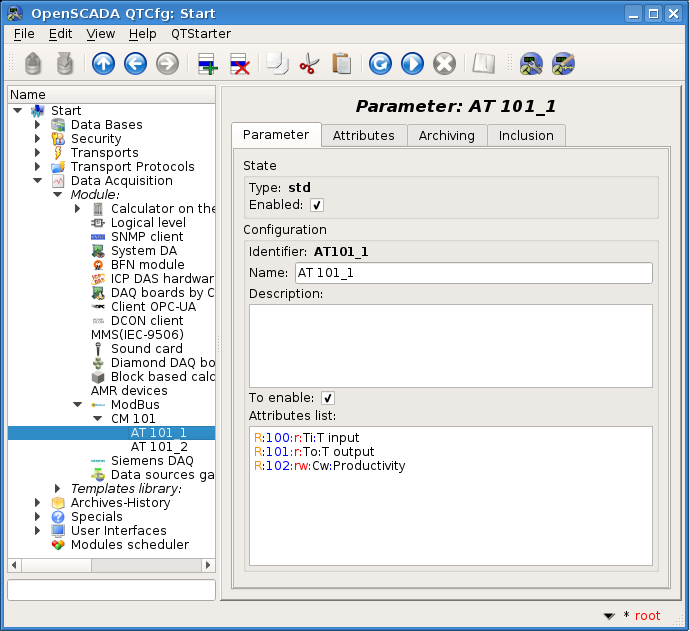 OpenSCADA QTCfg: Start
File Edit View Help QTStarter
Name
Start
Data Bases
Security
Transports
Transport Protocols
Data Acquisition
Module:
Calculator on the
Logical level
SNMP client
System DA
BFN module
ICP DAS hardwar
DAQ boards by C
Client OPC-UA
DCON client
MMS(IEC-9506)
Sound card
Diamond DAQ bo
Block based calc
AMR devices
ModBus
CM 101
AT 101_1
AT 101_2
Siemens DAQ
Data sources ga
Templates library:
Archives-History
Specials
User Interfaces
Modules scheduler
Parameter: AT 101_1
Parameter Attributes Archiving Inclusion
State
Type: std
Enabled:
Configuration
Identifier: AT101_1
Name: AT 101_1
Description:
To enable:
Attributes list:
R:100:r:Ti:T input
R:101:r:To:T output
R:102:rw:Cw:Productivity
* root